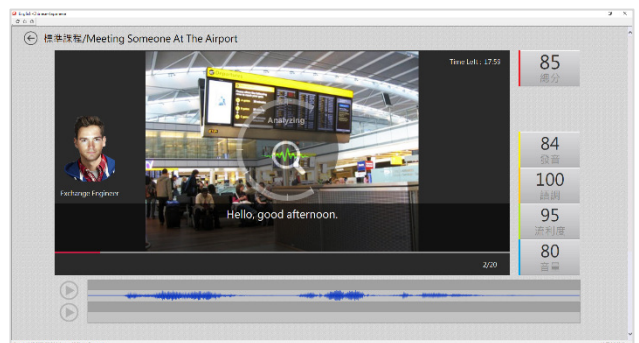 標準課程/Meeting Someone At The Airport
Time Left : 17:53
Analyzing
Exchange Engineer
Hello, good afternoon.
2/20
85
總分
84
發音
100
語調
95
流利度
80
音量